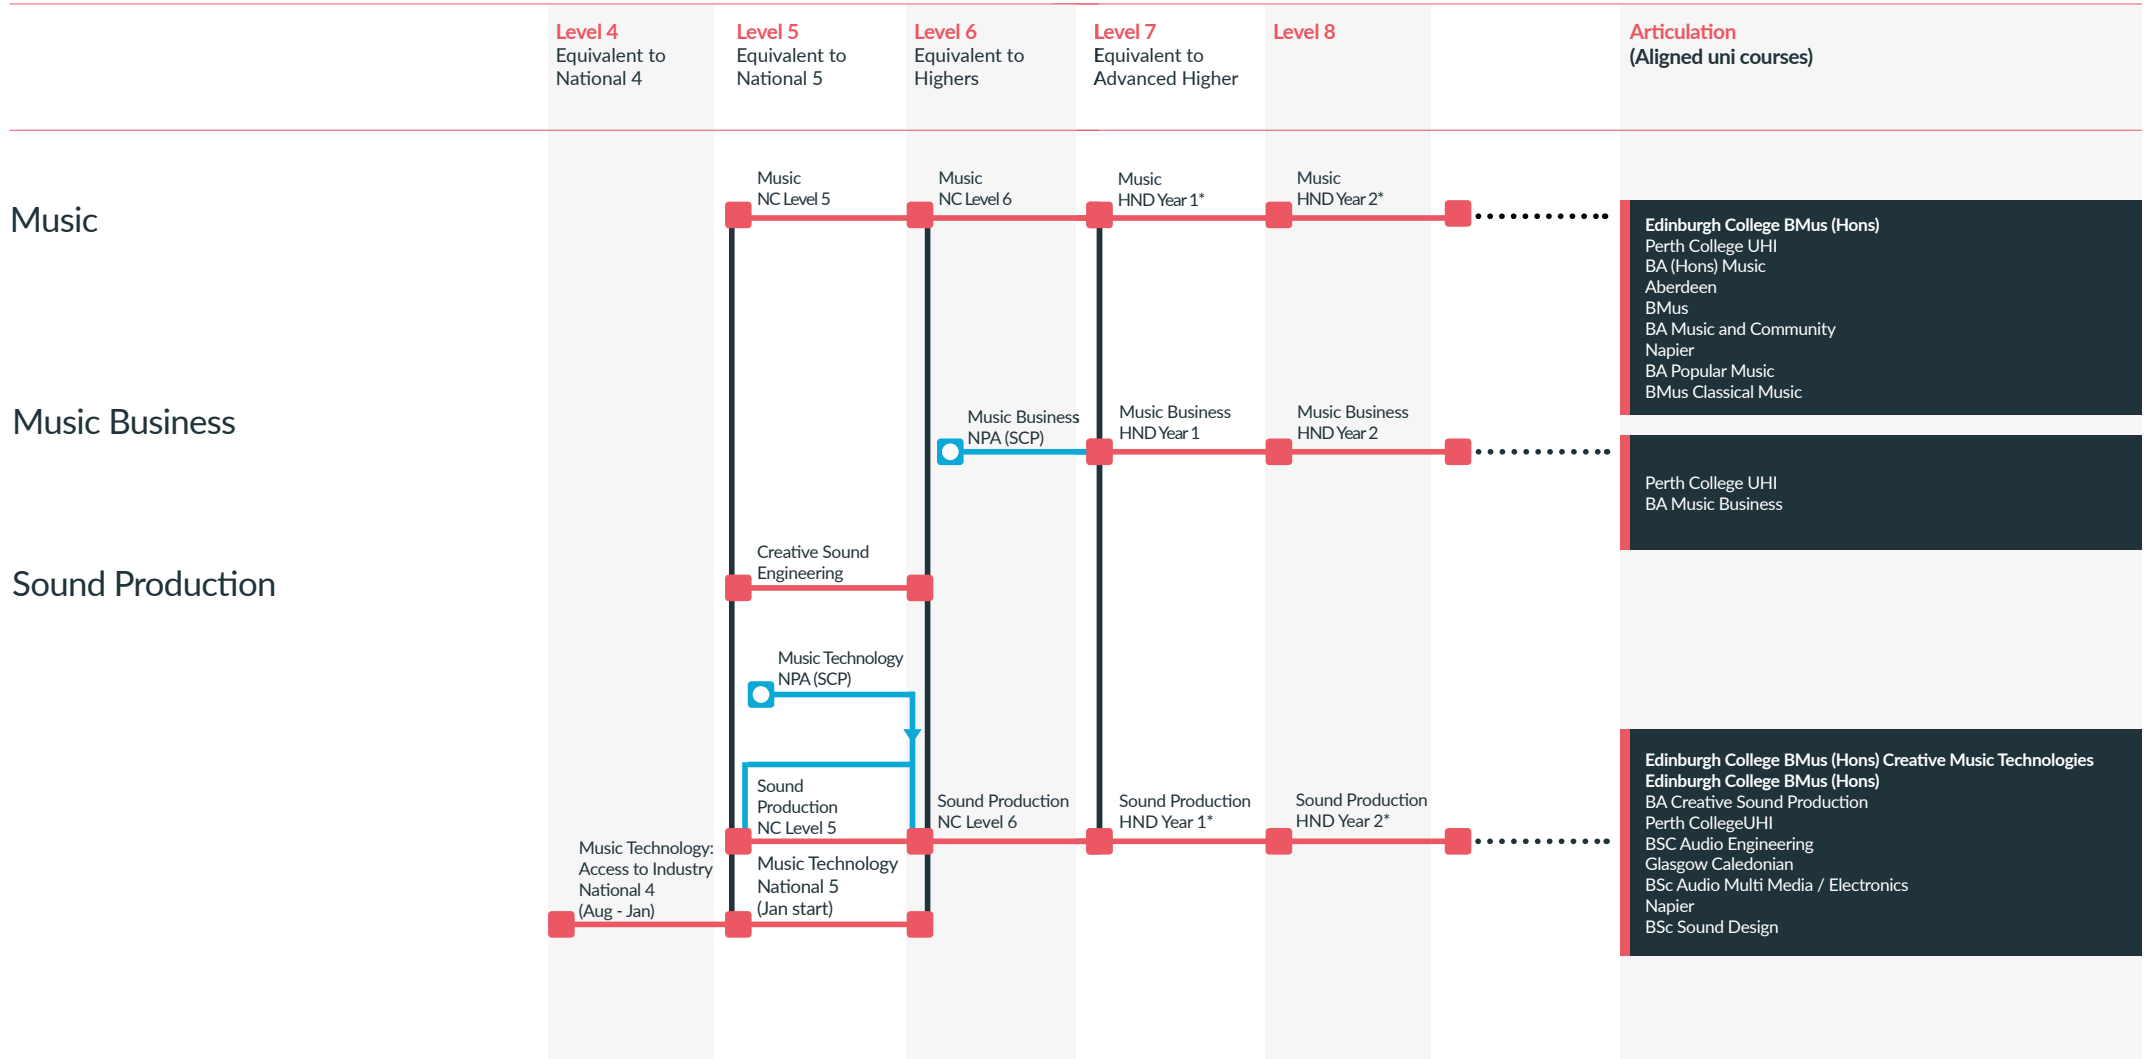 Level 4
Equivalent to
National 4
Level 5
Equivalent to
National 5
Level 6
Equivalent to
Highers
Level 7
Equivalent to
Advanced Higher
Level 8
Articulation
(Aligned uni courses)
Music
Music
NC Level 5
Music
NC Level 6
Music
HND Year 1*
Music
HND Year 2*
Edinburgh College BMus (Hons)
Perth College UHI
BA (Hons) Music
Aberdeen
BMus
BA Music and Community
Napier
BA Popular Music
BMus Classical Music
Music Business
Music Business
NPA (SCP)
Music Business
HND Year 1
Music Business
HND Year 2
Perth College UHI
BA Music Business
Sound Production
Creative Sound
Engineering
Music Technology
NPA (SCP)
Sound
Production
NC Level 5
Sound Production
NC Level 6
Sound Production
HND Year 1*
Sound Production
HND Year 2*
Music Technology:
Access to Industry
National 4
(Aug - Jan)
Music Technology
National 5
(Jan start)
Edinburgh College BMus (Hons) Creative Music Technologies
Edinburgh College BMus (Hons)
BA Creative Sound Production
Perth CollegeUHI
BSC Audio Engineering
Glasgow Caledonian
BSc Audio Multi Media / Electronics
Napier
BSc Sound Design